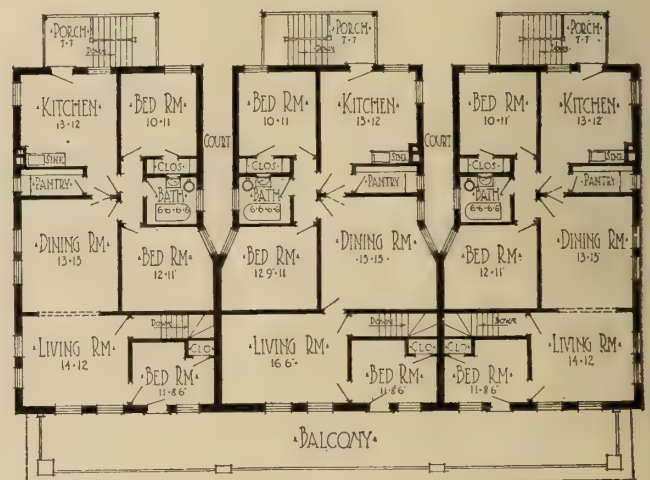 PORCH
7·7
DOWN
PORCH
7·7
DOWN
PORCH
7·7
DOWN
KITCHEN
13·12
BED RM
10·11
COURT
BED RM
10·11
KITCHEN
13·12
COURT
BED RM
10·11
KITCHEN
13·12
SINK
CLOS
CLOS
SINK
CLOS
SINK
PANTRY
BATH
6·6·6·6
BATH
6·6·6·6
PANTRY
BATH
6·6·6·6
PANTRY
DINING RM
13·15
BED RM
12·11
BED RM
12 9·11
DINING RM
15·15
BED RM
12·11
DINING RM
13·15
LIVING RM
14·12
DOWN
CLO
BED RM
11·8 6
LIVING RM
16 6
DOWN
CLO
BED RM
11·8 6
DOWN
CLO
BED RM
11·8 6
LIVING RM
14·12
BALCONY